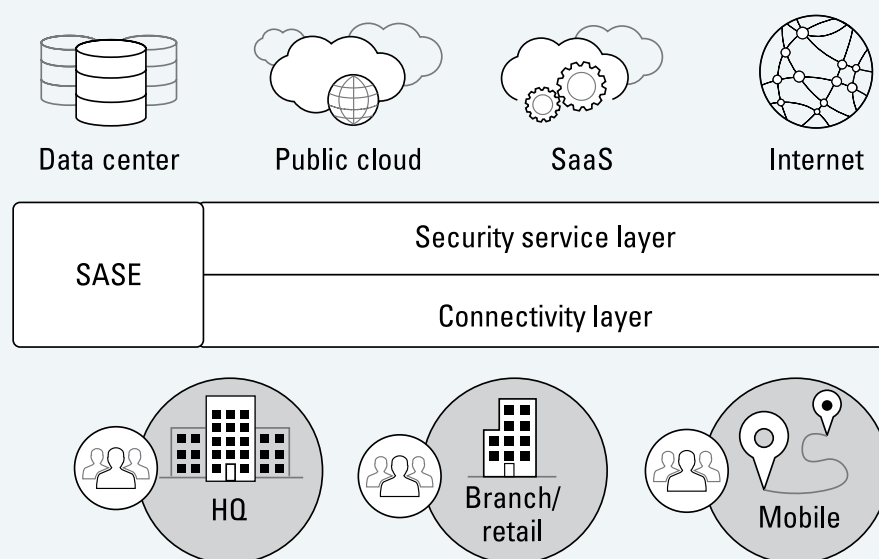 Data center
Public cloud
SaaS
Internet
SASE
Security service layer
Connectivity layer
HQ
Branch/
retail
Mobile